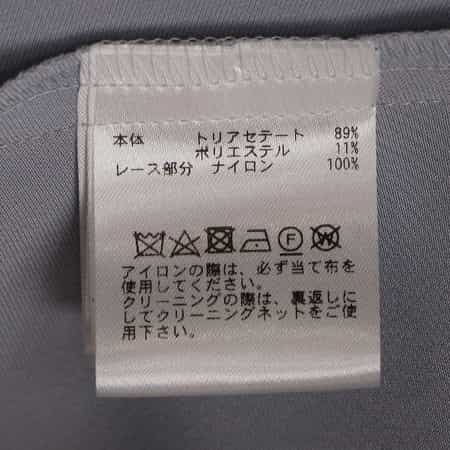 本体 トリアセテート 89%
ポリエステル 11%
レース部分 ナイロン 100%
F W
アイロンの際は、必ず当て布を
使用してください。
クリーニングの際は、裏返しに
してクリーニングネットをご使
用下さい。